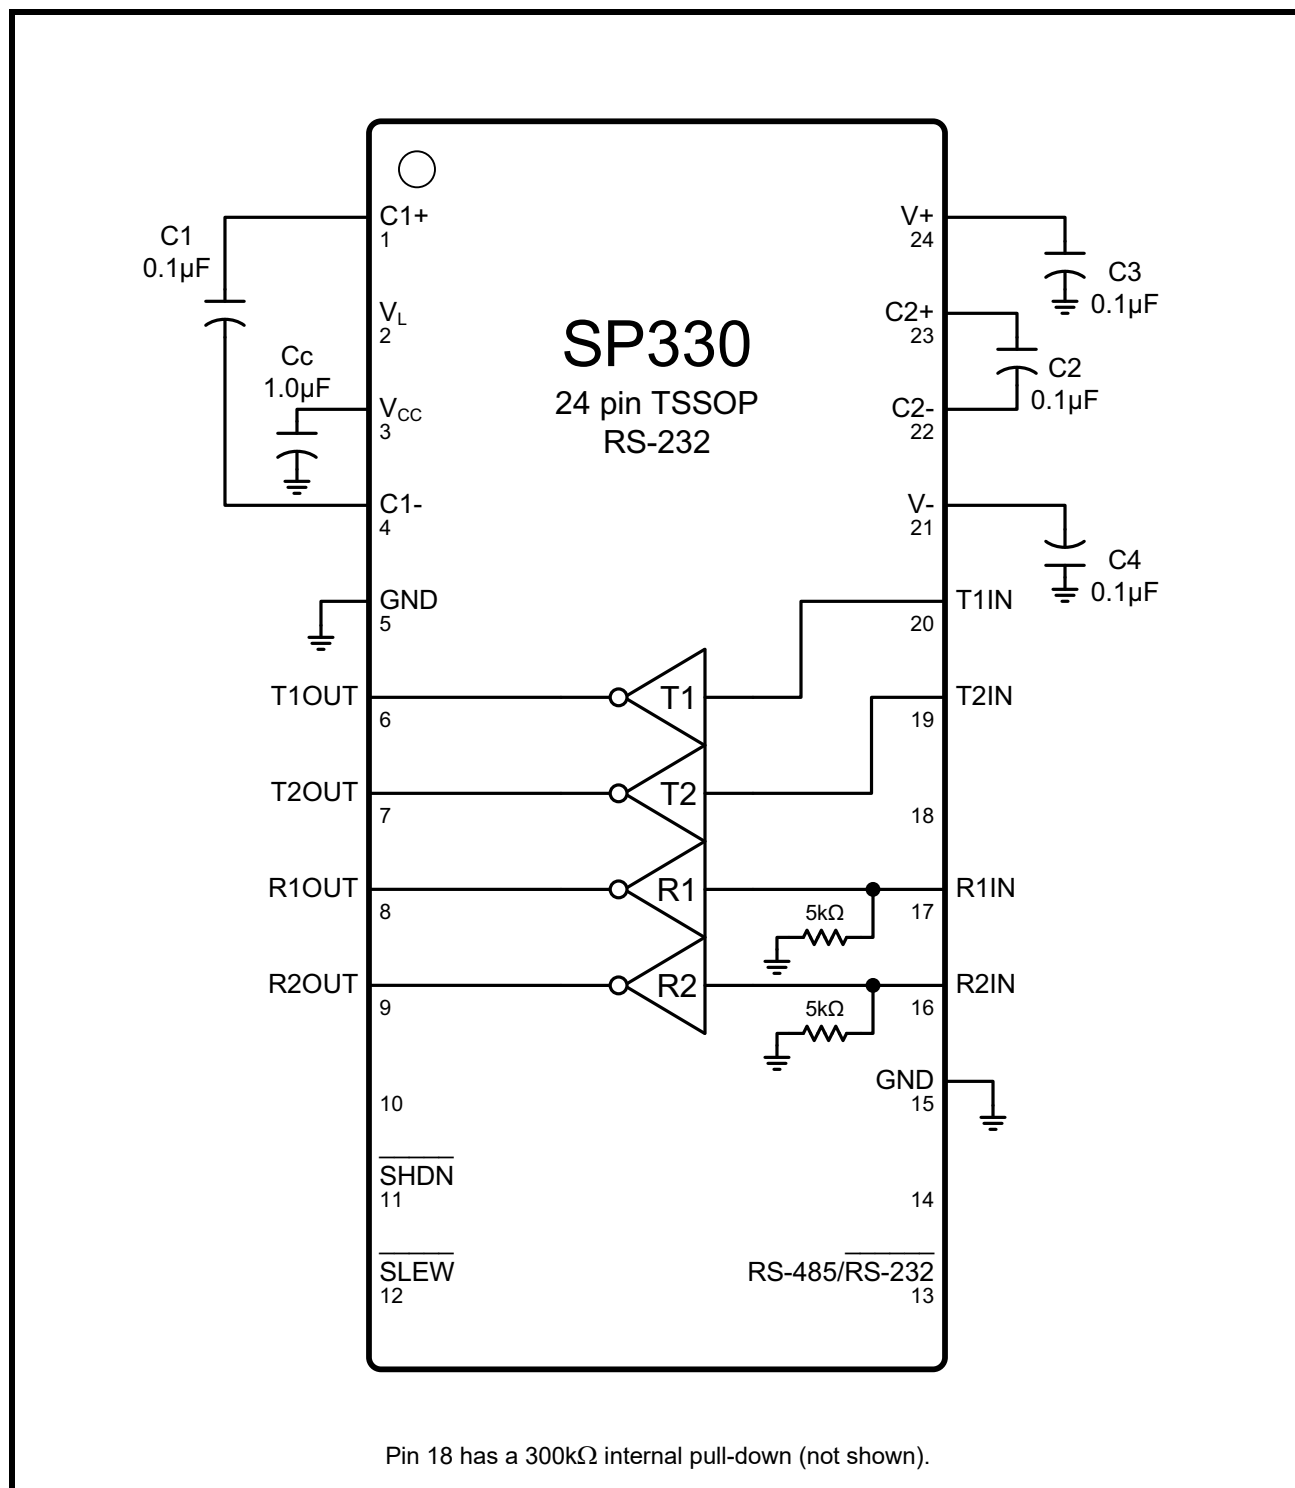 C1+
1
C1
0.1µF
VL
2
Cc
1.0µF
VCC
3
C1-
4
GND
5
T1OUT
6
T2OUT
7
R1OUT
8
R2OUT
9
10
SHDN
11
SLEW
12
SP330
24 pin TSSOP
RS-232
T1
T2
R1
R2
5kΩ
5kΩ
V+
24
C3
0.1µF
C2+
23
C2
0.1µF
C2-
22
V-
21
C4
0.1µF
T1IN
20
T2IN
19
18
R1IN
17
R2IN
16
GND
15
14
RS-485/RS-232
13
Pin 18 has a 300kΩ internal pull-down (not shown).